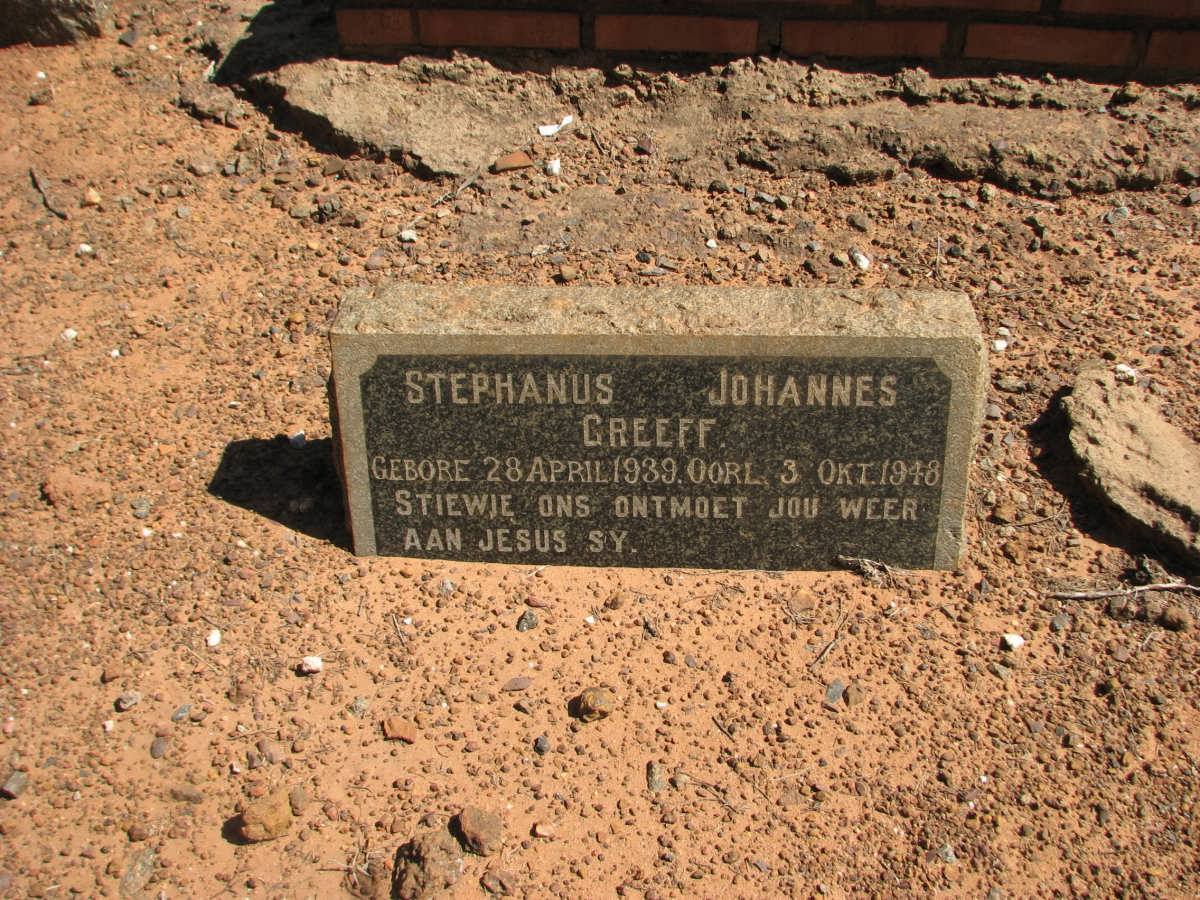 STEPHANUS JOHANNES
GREEFF.
GEBORE 28 APRIL 1939. OORL. 3 OKT. 1948
STIEWIE ONS ONTMOET JOU WEER
AAN JESUS SY.